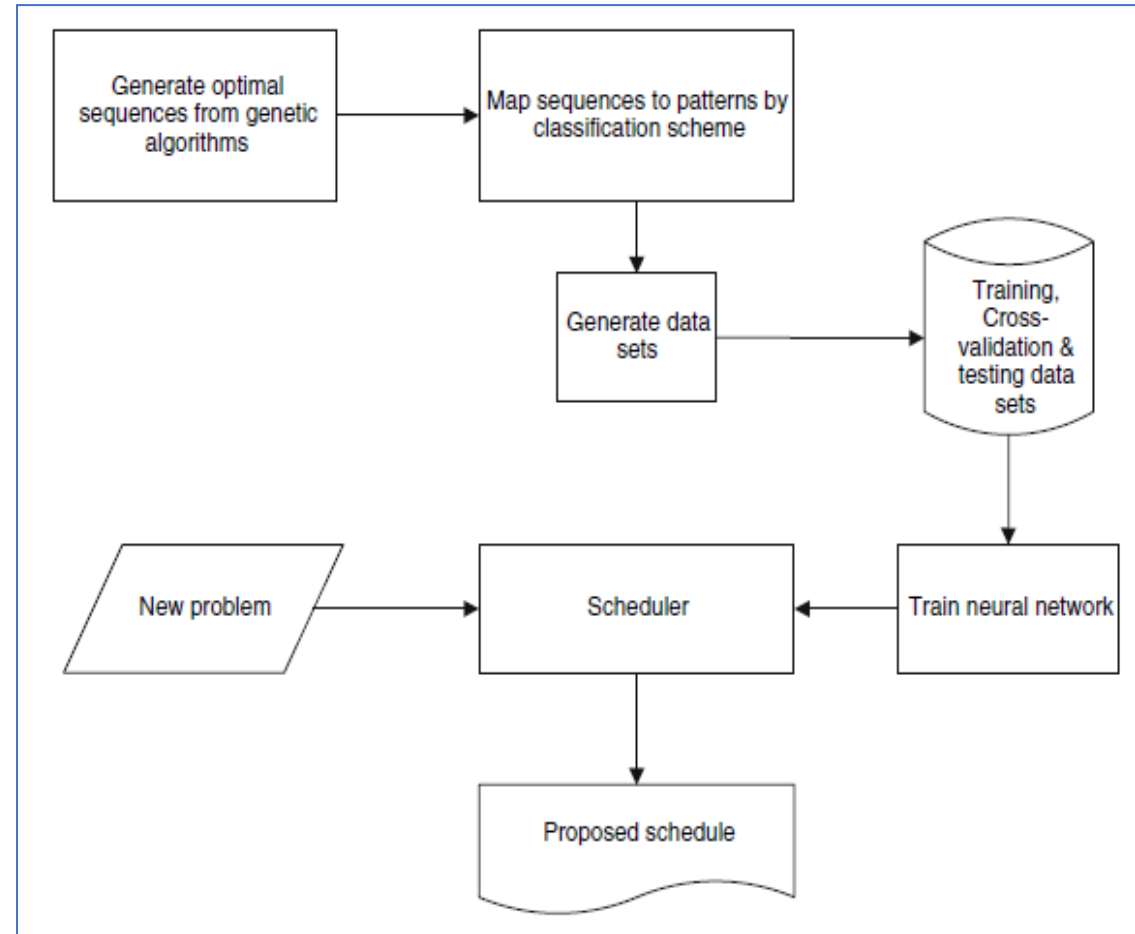 Generate optimal
sequences from genetic
algorithms
Map sequences to patterns by
classification scheme
Generate data
sets
Training,
Cross-
validation &
testing data
sets
New problem
Scheduler
Train neural network
Proposed schedule